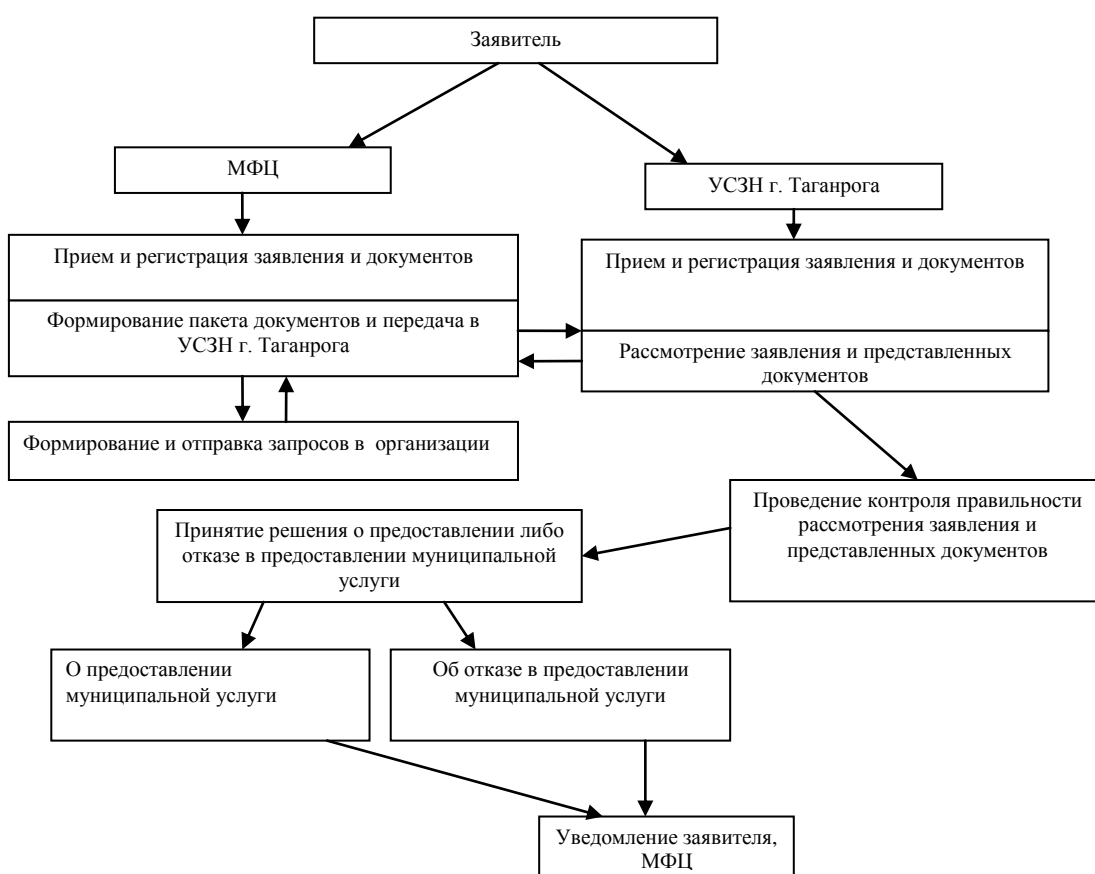 Заявитель
МФЦ
УСЗН г. Таганрога
Прием и регистрация заявления и документов
Формирование пакета документов и передача в
УСЗН г. Таганрога
Прием и регистрация заявления и документов
Рассмотрение заявления и представленных
документов
Формирование и отправка запросов в  организации
Проведение контроля правильности
рассмотрения заявления и
представленных документов
Принятие решения о предоставлении либо
отказе в предоставлении муниципальной
услуги
О предоставлении
муниципальной услуги
Об отказе в предоставлении
муниципальной услуги
Уведомление заявителя,
МФЦ